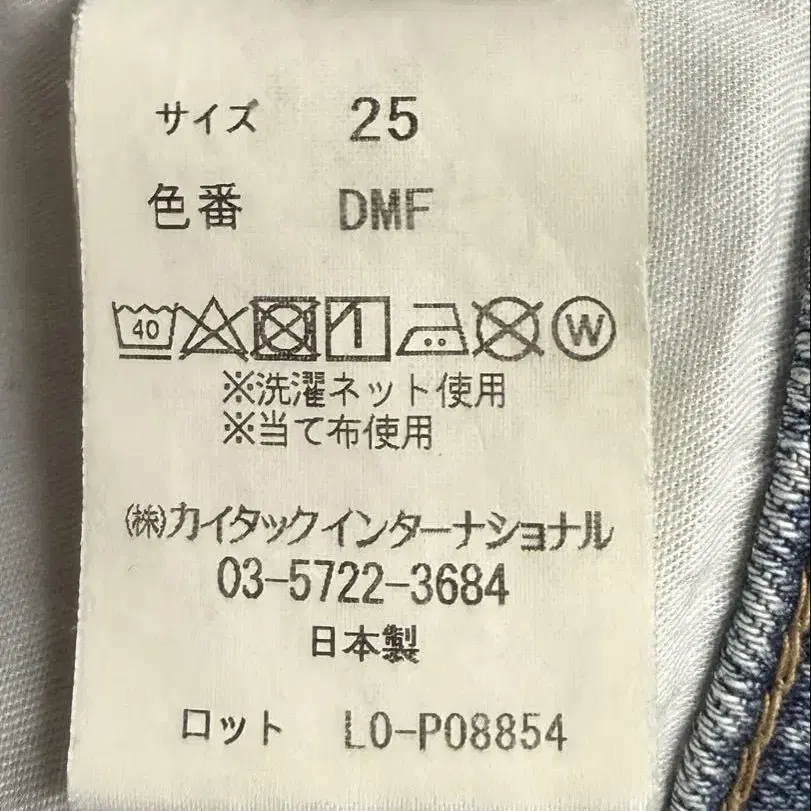 サイズ 25
色番 DMF
40 W
※洗濯ネット使用
※当て布使用
㈱カイタックインターナショナル
03-5722-3684
日本製
ロット LO-P08854